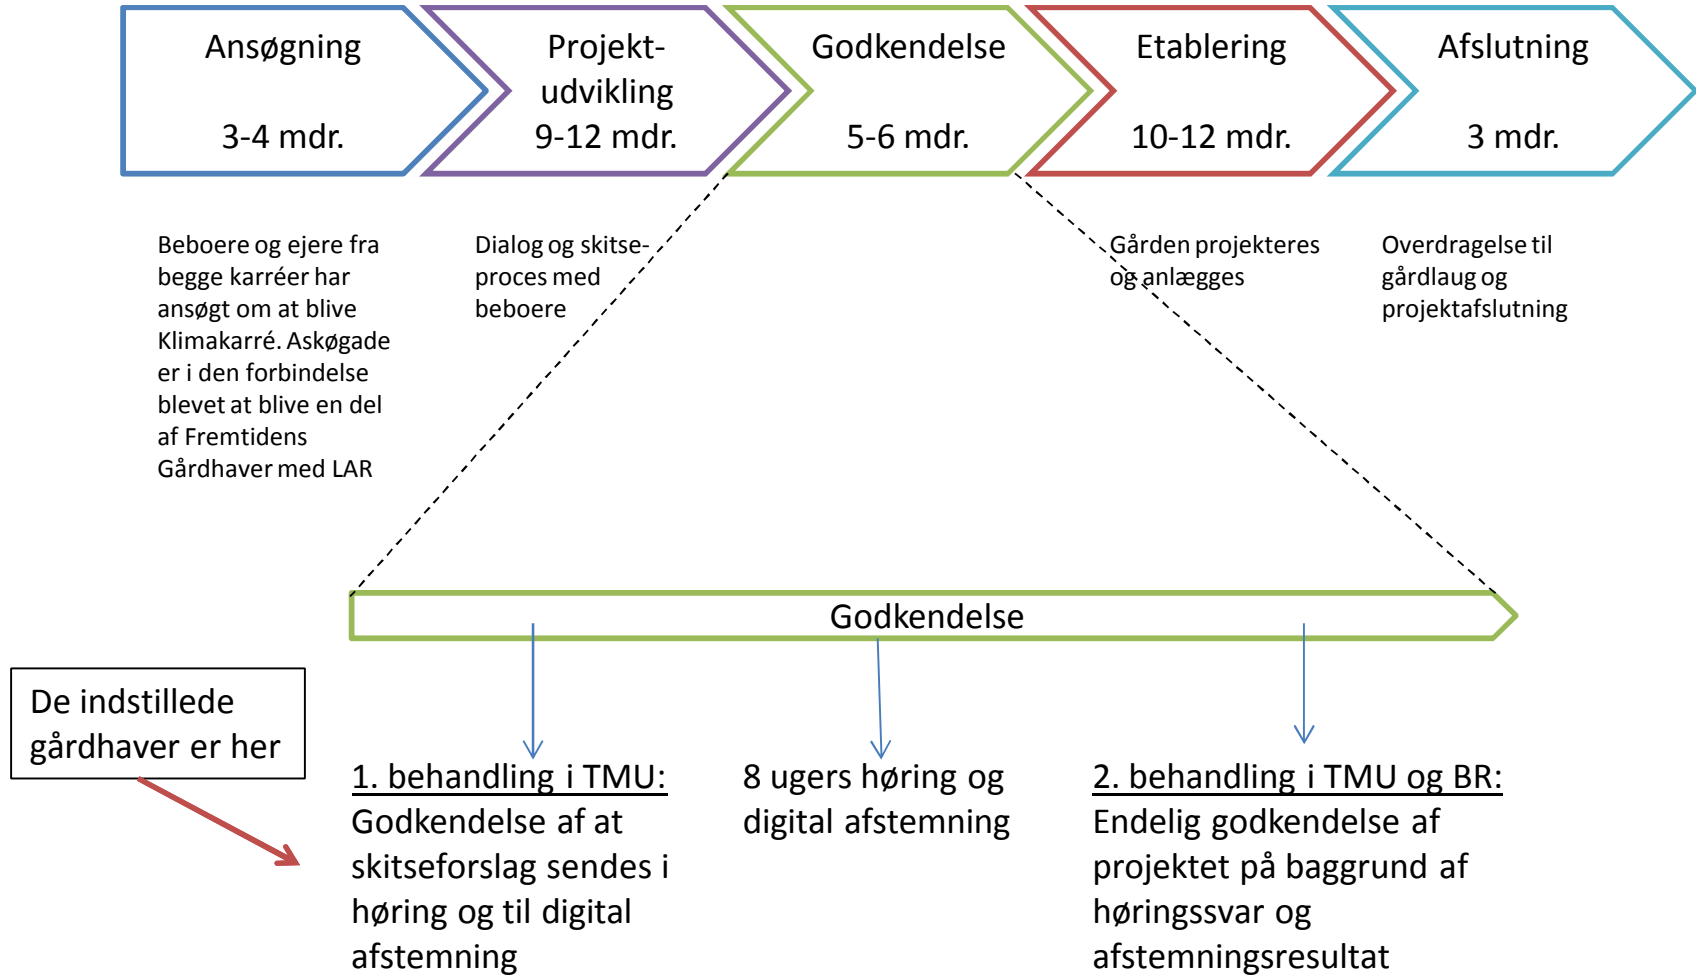 Ansøgning
3-4 mdr.
Projekt-
udvikling
9-12 mdr.
Godkendelse
5-6 mdr.
Etablering
10-12 mdr.
Afslutning
3 mdr.
Beboere og ejere fra
begge karréer har
ansøgt om at blive
Klimakarré. Askøgade
er i den forbindelse
blevet at blive en del
af Fremtidens
Gårdhaver med LAR
Dialog og skitse-
proces med
beboere
Gården projekteres
og anlægges
Overdragelse til
gårdlaug og
projektafslutning
Godkendelse
De indstillede
gårdhaver er her
1. behandling i TMU:
Godkendelse af at
skitseforslag sendes i
høring og til digital
afstemning
8 ugers høring og
digital afstemning
2. behandling i TMU og BR:
Endelig godkendelse af
projektet på baggrund af
høringssvar og
afstemningsresultat